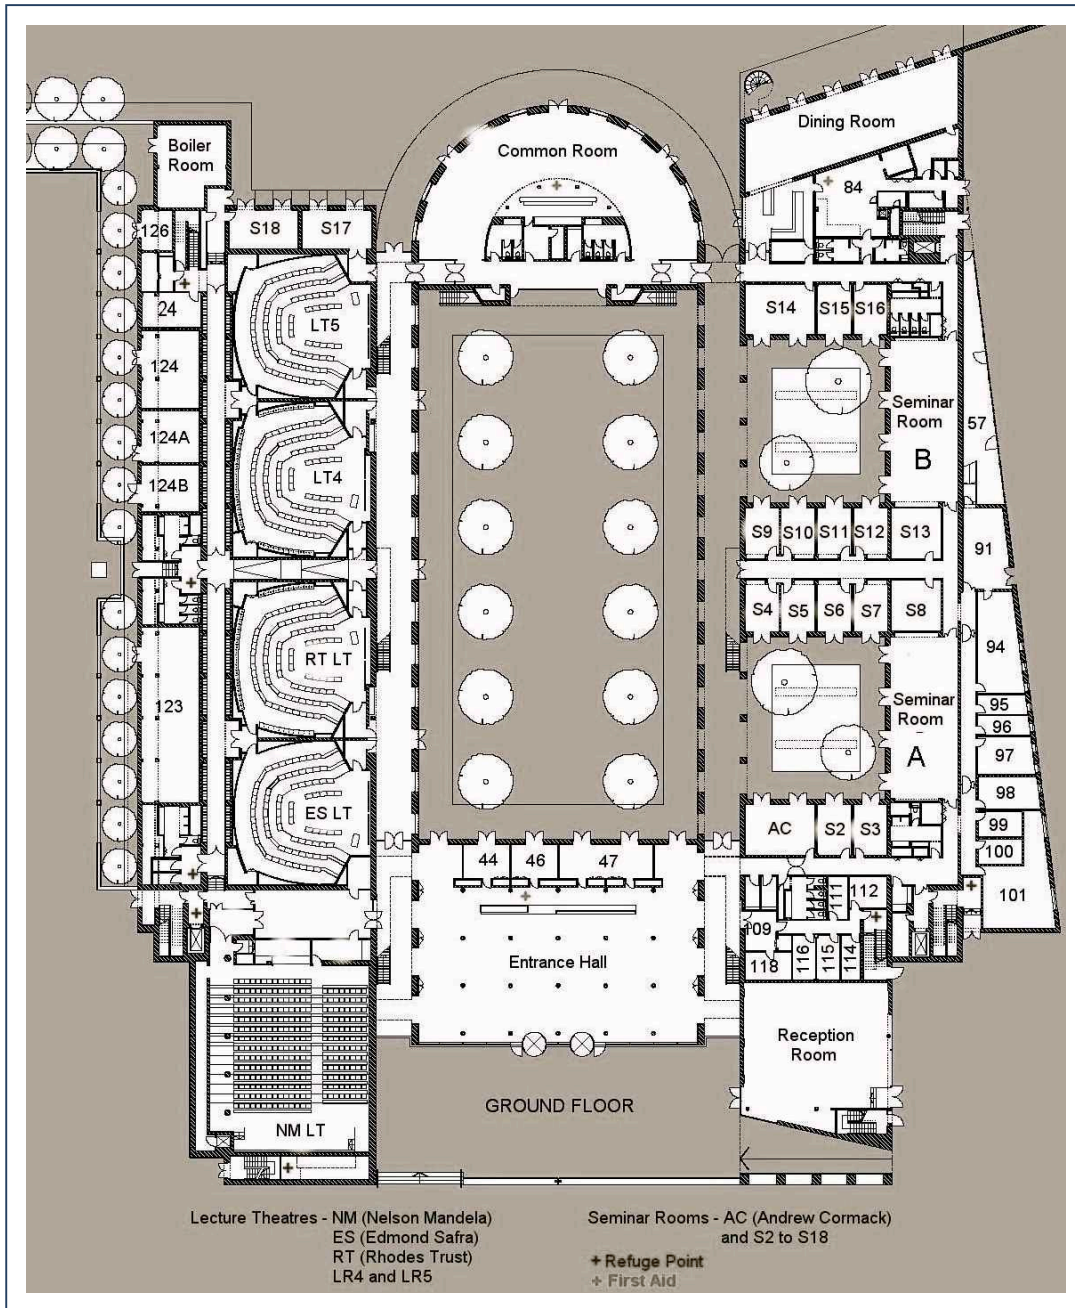 Dining Room
Boiler
Room
Common Room
84
126
S18
S17
24
LT5
S14
S15
S16
124
124A
124B
LT4
Seminar
Room
B
57
S9
S10
S11
S12
S13
91
S4
S5
S6
S7
S8
RT LT
94
123
Seminar
Room
A
95
96
97
98
ES LT
AC
S2
S3
99
100
44
46
47
111
112
101
109
Entrance Hall
118
116
115
114
Reception
Room
GROUND FLOOR
NM LT
Lecture Theatres - NM (Nelson Mandela)
ES (Edmond Safra)
RT (Rhodes Trust)
LR4 and LR5
Seminar Rooms - AC (Andrew Cormack)
and S2 to S18
+ Refuge Point
+ First Aid